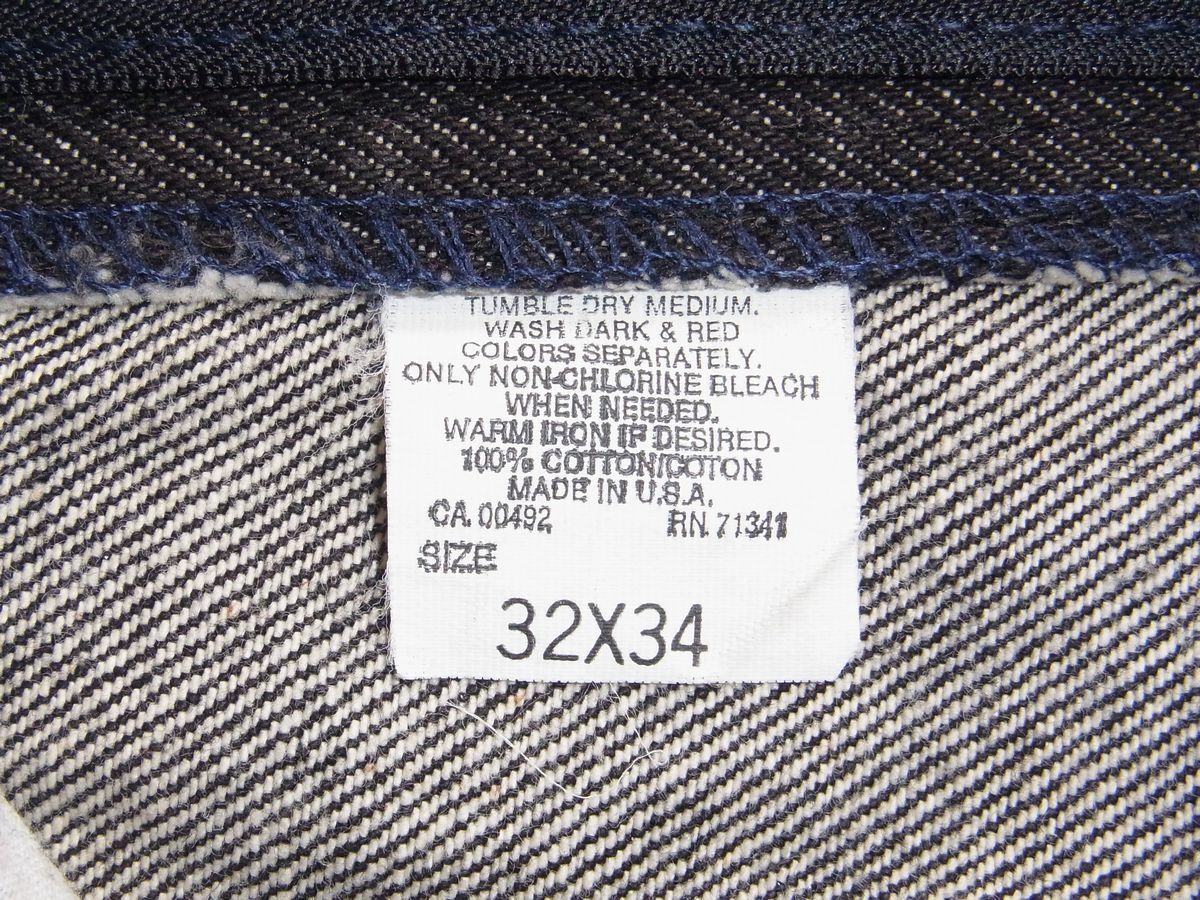 TUMBLE DRY MEDIUM.
WASH DARK & RED
COLORS SEPARATELY.
ONLY NON-CHLORINE BLEACH
WHEN NEEDED.
WARM IRON IF DESIRED.
100% COTTON/COTON
MADE IN U.S.A.
CA. 00492 RN. 71341
SIZE
32X34